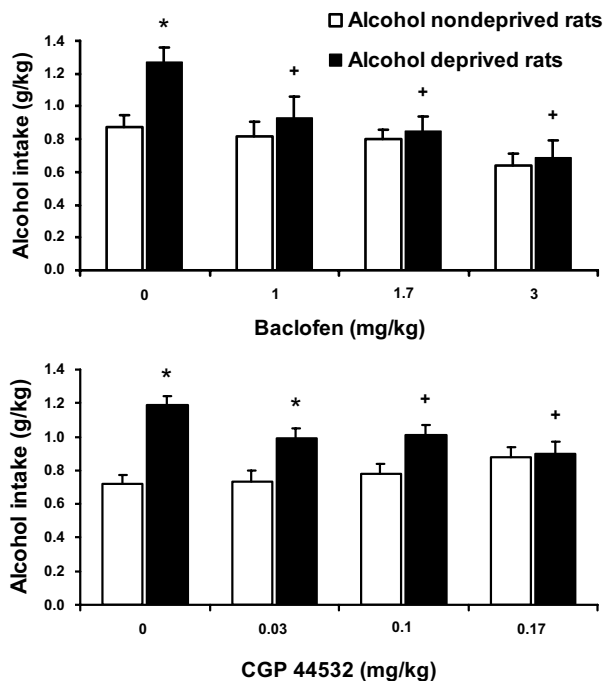 Alcohol nondeprived rats
Alcohol deprived rats
Alcohol intake (g/kg)
1.4
1.2
1.0
0.8
0.6
0.4
0.2
0.0
* + + +
0 1 1.7 3
Baclofen (mg/kg)
Alcohol intake (g/kg)
1.4
1.2
1.0
0.8
0.6
0.4
0.2
0.0
* * + +
0 0.03 0.1 0.17
CGP 44532 (mg/kg)